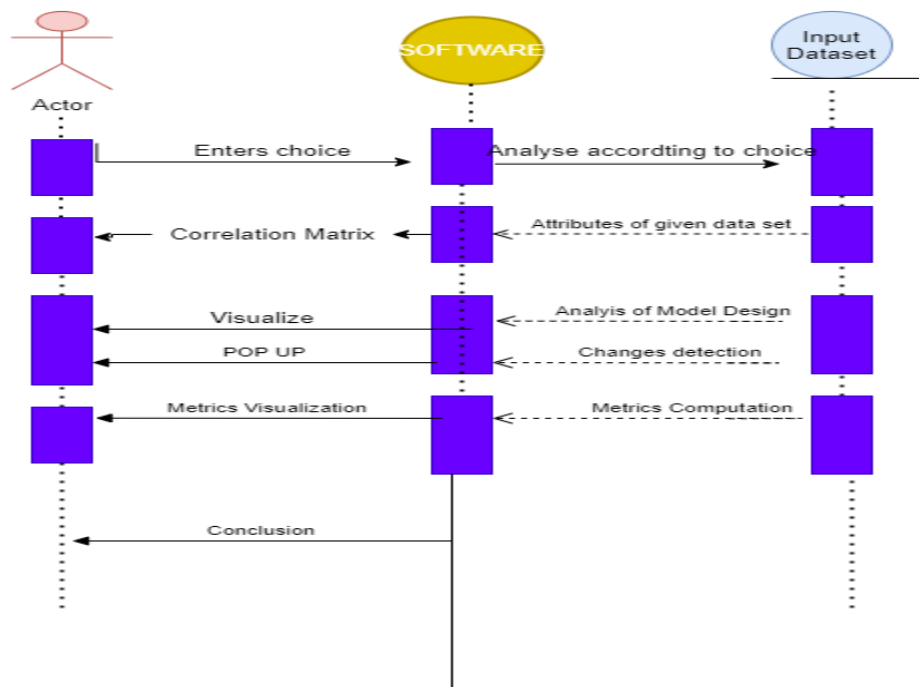 SOFTWARE
Input
Dataset
Actor
Enters choice
Analyse accordting to choice
Correlation Matrix
Attributes of given data set
Visualize
Analyis of Model Design
POP UP
Changes detection
Metrics Visualization
Metrics Computation
Conclusion